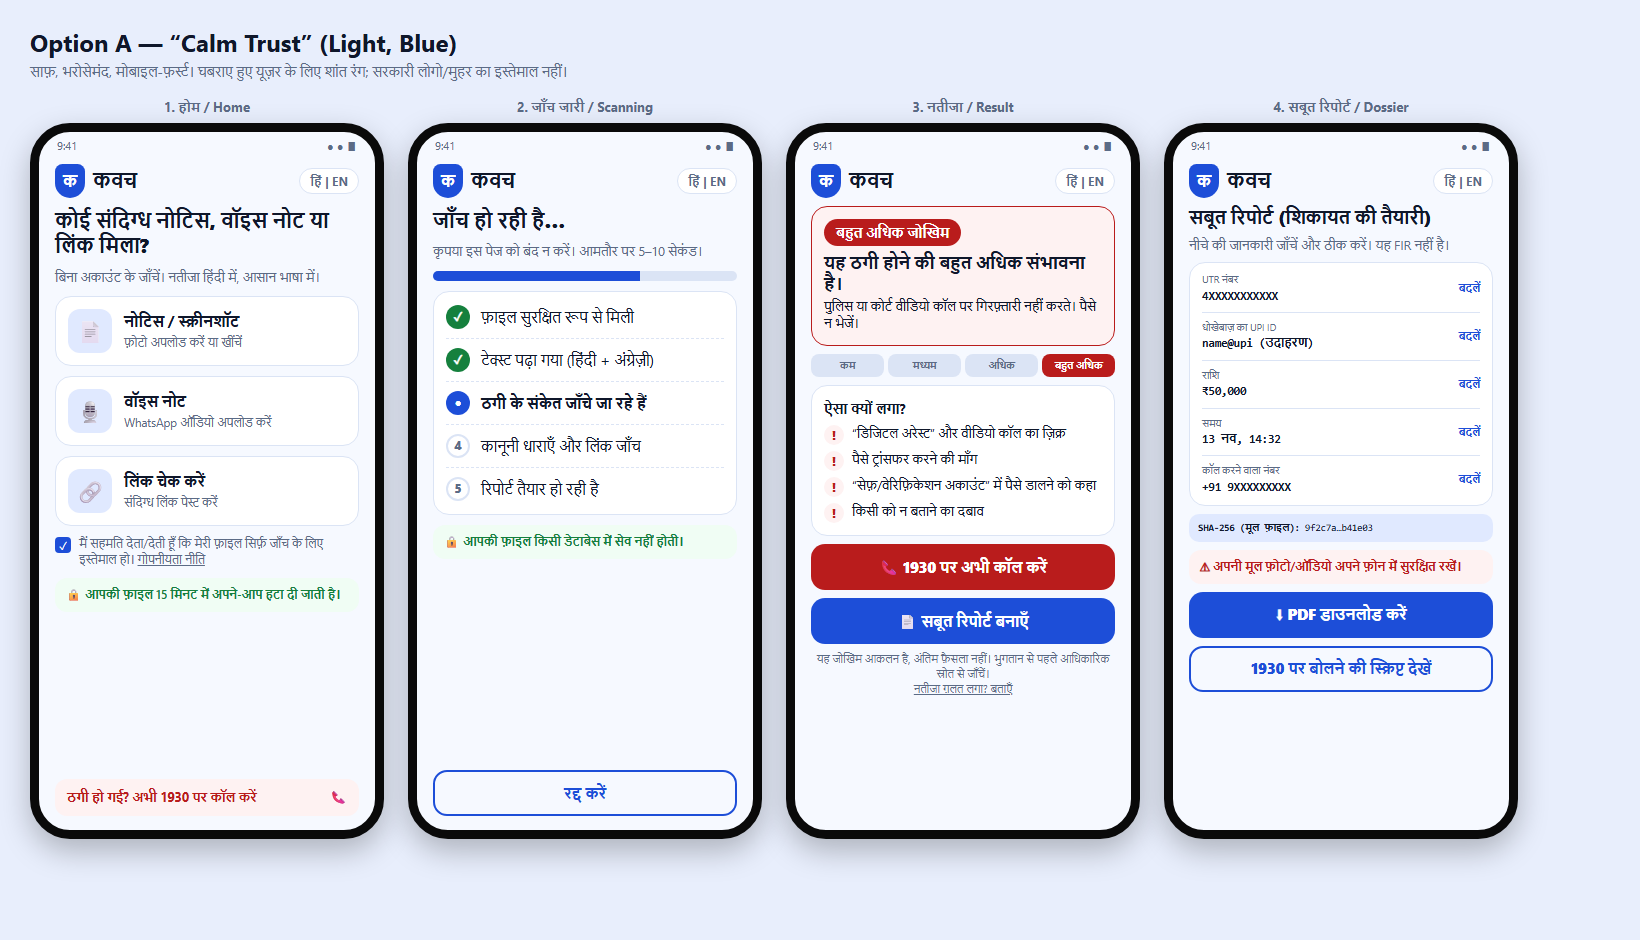 Option A — “Calm Trust” (Light, Blue)
साफ़, भरोसेमंद, मोबाइल-फ़र्स्ट। घबराए हुए यूज़र के लिए शांत रंग; सरकारी लोगो/मुहर का इस्तेमाल नहीं।
1. होम / Home
9:41
क कवच
हिं | EN
कोई संदिग्ध नोटिस, वॉइस नोट या
लिंक मिला?
बिना अकाउंट के जाँचें। नतीजा हिंदी में, आसान भाषा में।
नोटिस / स्क्रीनशॉट
फ़ोटो अपलोड करें या खींचें
वॉइस नोट
WhatsApp ऑडियो अपलोड करें
लिंक चेक करें
संदिग्ध लिंक पेस्ट करें
मैं सहमति देता/देती हूँ कि मेरी फ़ाइल सिर्फ़ जाँच के लिए
इस्तेमाल हो। गोपनीयता नीति
आपकी फ़ाइल 15 मिनट में अपने-आप हटा दी जाती है।
ठगी हो गई? अभी 1930 पर कॉल करें
2. जाँच जारी / Scanning
9:41
क कवच
हिं | EN
जाँच हो रही है...
कृपया इस पेज को बंद न करें। आमतौर पर 5–10 सेकंड।
फ़ाइल सुरक्षित रूप से मिली
टेक्स्ट पढ़ा गया (हिंदी + अंग्रेज़ी)
ठगी के संकेत जाँचे जा रहे हैं
4 कानूनी धाराएँ और लिंक जाँच
5 रिपोर्ट तैयार हो रही है
आपकी फ़ाइल किसी डेटाबेस में सेव नहीं होती।
रद्द करें
3. नतीजा / Result
9:41
क कवच
हिं | EN
बहुत अधिक जोखिम
यह ठगी होने की बहुत अधिक संभावना
है।
पुलिस या कोर्ट वीडियो कॉल पर गिरफ़्तारी नहीं करते। पैसे
न भेजें।
कम
मध्यम
अधिक
बहुत अधिक
ऐसा क्यों लगा?
! “डिजिटल अरेस्ट” और वीडियो कॉल का ज़िक्र
! पैसे ट्रांसफर करने की माँग
! “सेफ़/वेरिफ़िकेशन अकाउंट” में पैसे डालने को कहा
! किसी को न बताने का दबाव
1930 पर अभी कॉल करें
सबूत रिपोर्ट बनाएँ
यह जोखिम आकलन है, अंतिम फ़ैसला नहीं। भुगतान से पहले आधिकारिक
स्रोत से जाँचें।
नतीजा ग़लत लगा? बताएँ
4. सबूत रिपोर्ट / Dossier
9:41
क कवच
हिं | EN
सबूत रिपोर्ट (शिकायत की तैयारी)
नीचे की जानकारी जाँचें और ठीक करें। यह FIR नहीं है।
UTR नंबर
4XXXXXXXXXXX
बदलें
धोखेबाज़ का UPI ID
name@upi (उदाहरण)
बदलें
राशि
₹50,000
बदलें
समय
13 नव, 14:32
बदलें
कॉल करने वाला नंबर
+91 9XXXXXXXXX
बदलें
SHA-256 (मूल फ़ाइल): 9f2c7a…b41e03
⚠ अपनी मूल फ़ोटो/ऑडियो अपने फ़ोन में सुरक्षित रखें।
⬇ PDF डाउनलोड करें
1930 पर बोलने की स्क्रिप्ट देखें